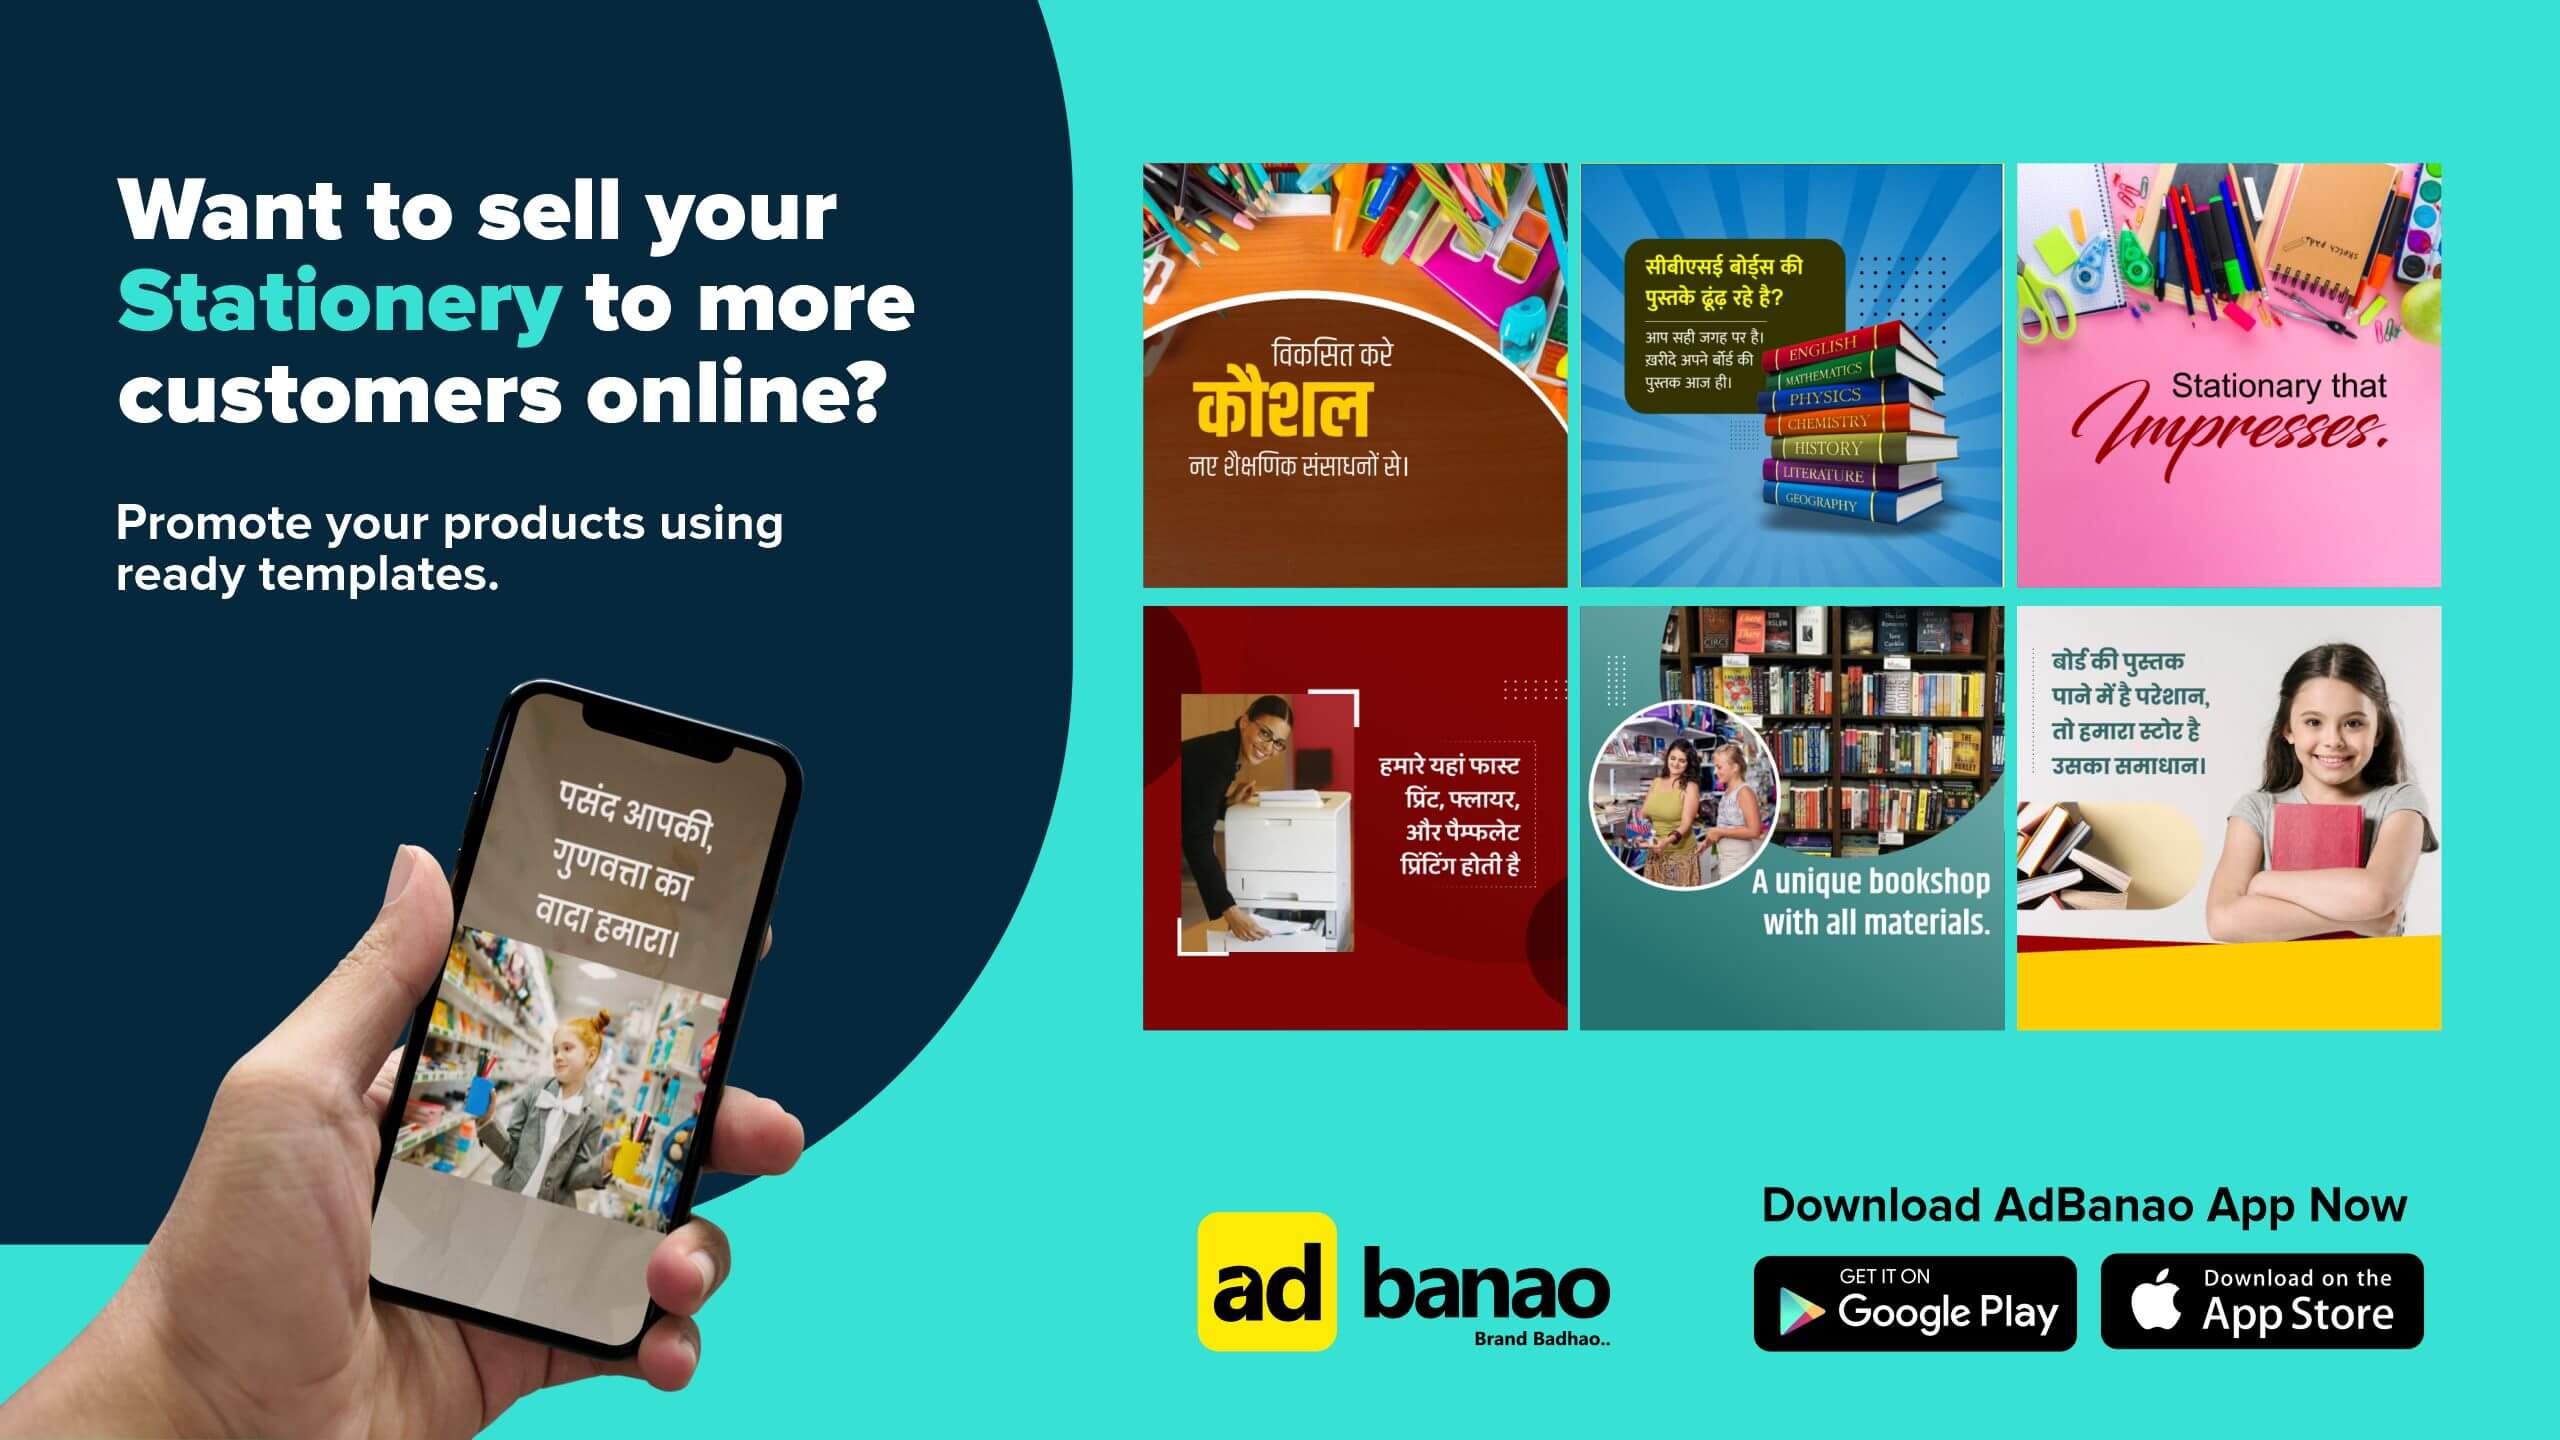 Want to sell your
Stationery to more
customers online?
Promote your products using
ready templates.
पसंद आपकी,
गुणवत्ता का
वादा हमारा।
विकसित करे
कौशल
नए शैक्षणिक संसाधनों से।
सीबीएसई बोर्ड्स की
पुस्तके ढूंढ़ रहे है?
आप सही जगह पर है।
ख़रीदे अपने बोर्ड की
पुस्तक आज ही।
ENGLISH
MATHEMATICS
PHYSICS
CHEMISTRY
HISTORY
LITERATURE
GEOGRAPHY
sketch pad
Stationary that
Impresses.
हमारे यहां फास्ट
प्रिंट, फ्लायर,
और पैम्फलेट
प्रिंटिंग होती है
CIRCE
A unique bookshop
with all materials.
बोर्ड की पुस्तक
पाने में है परेशान,
तो हमारा स्टोर है
उसका समाधान।
ad banao
Brand Badhao..
Download AdBanao App Now
GET IT ON
Google Play
Download on the
App Store